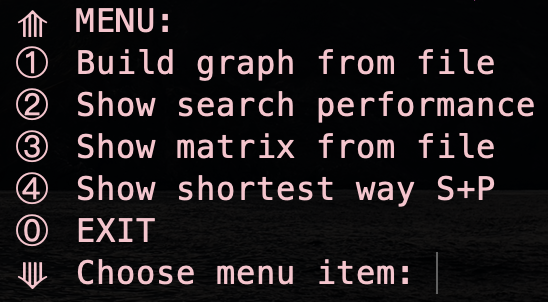 ⤊ MENU:
① Build graph from file
② Show search performance
③ Show matrix from file
④ Show shortest way S+P
⓪ EXIT
⤋ Choose menu item: